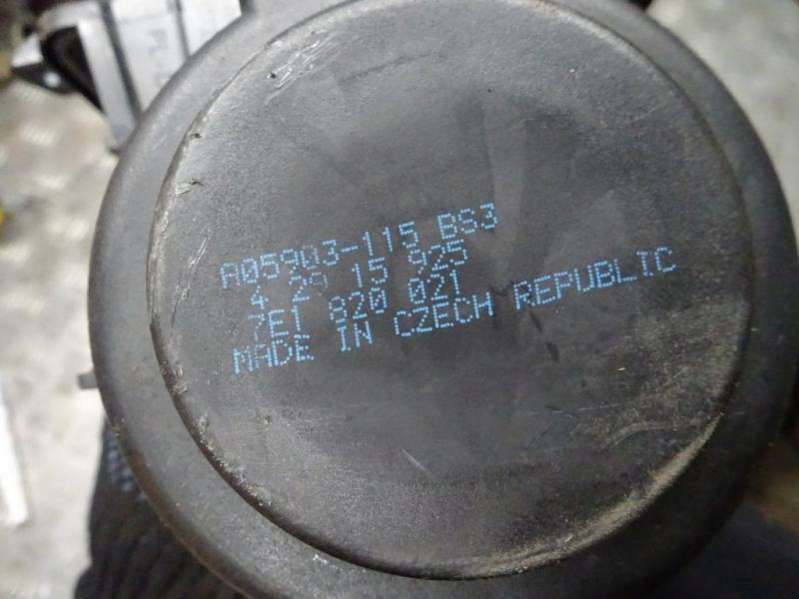 A05903-115 BS3
4 29 15 925
7E1 820 021
MADE IN CZECH REPUBLIC